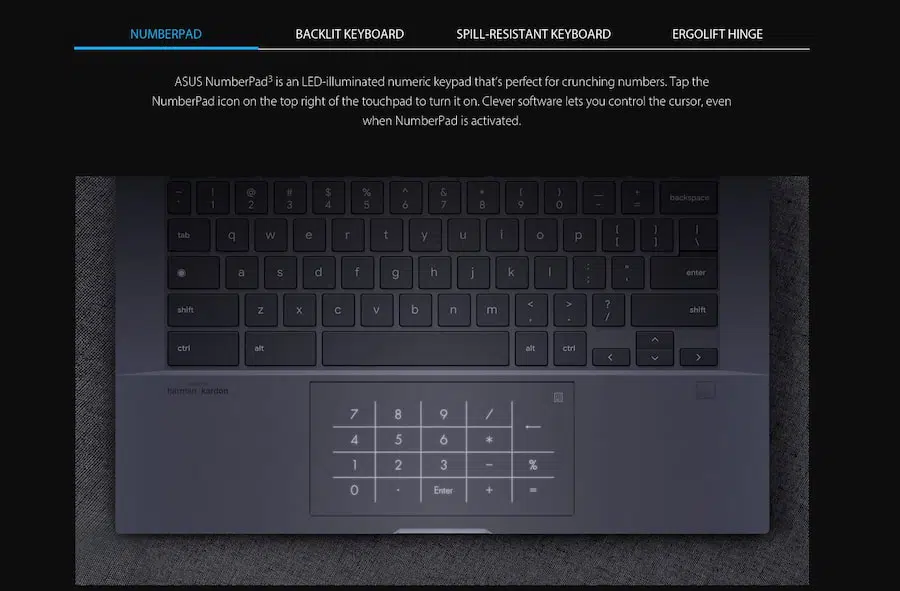 NUMBERPAD BACKLIT KEYBOARD SPILL-RESISTANT KEYBOARD ERGOLIFT HINGE
ASUS NumberPad³ is an LED-illuminated numeric keypad that's perfect for crunching numbers. Tap the
NumberPad icon on the top right of the touchpad to turn it on. Clever software lets you control the cursor, even
when NumberPad is activated.
~ ! @ # $ % ^ & * ( ) — +
` 1 2 3 4 5 6 7 8 9 0 - = backspace
tab q w e r t y u i o p { [ } ] | \
a s d f g h j k l : ; " ' enter
shift z x c v b n m < , > . ? / shift
ctrl alt alt ctrl
harman / kardon
7 8 9 / ←
4 5 6 *
1 2 3 - %
0 . Enter + =